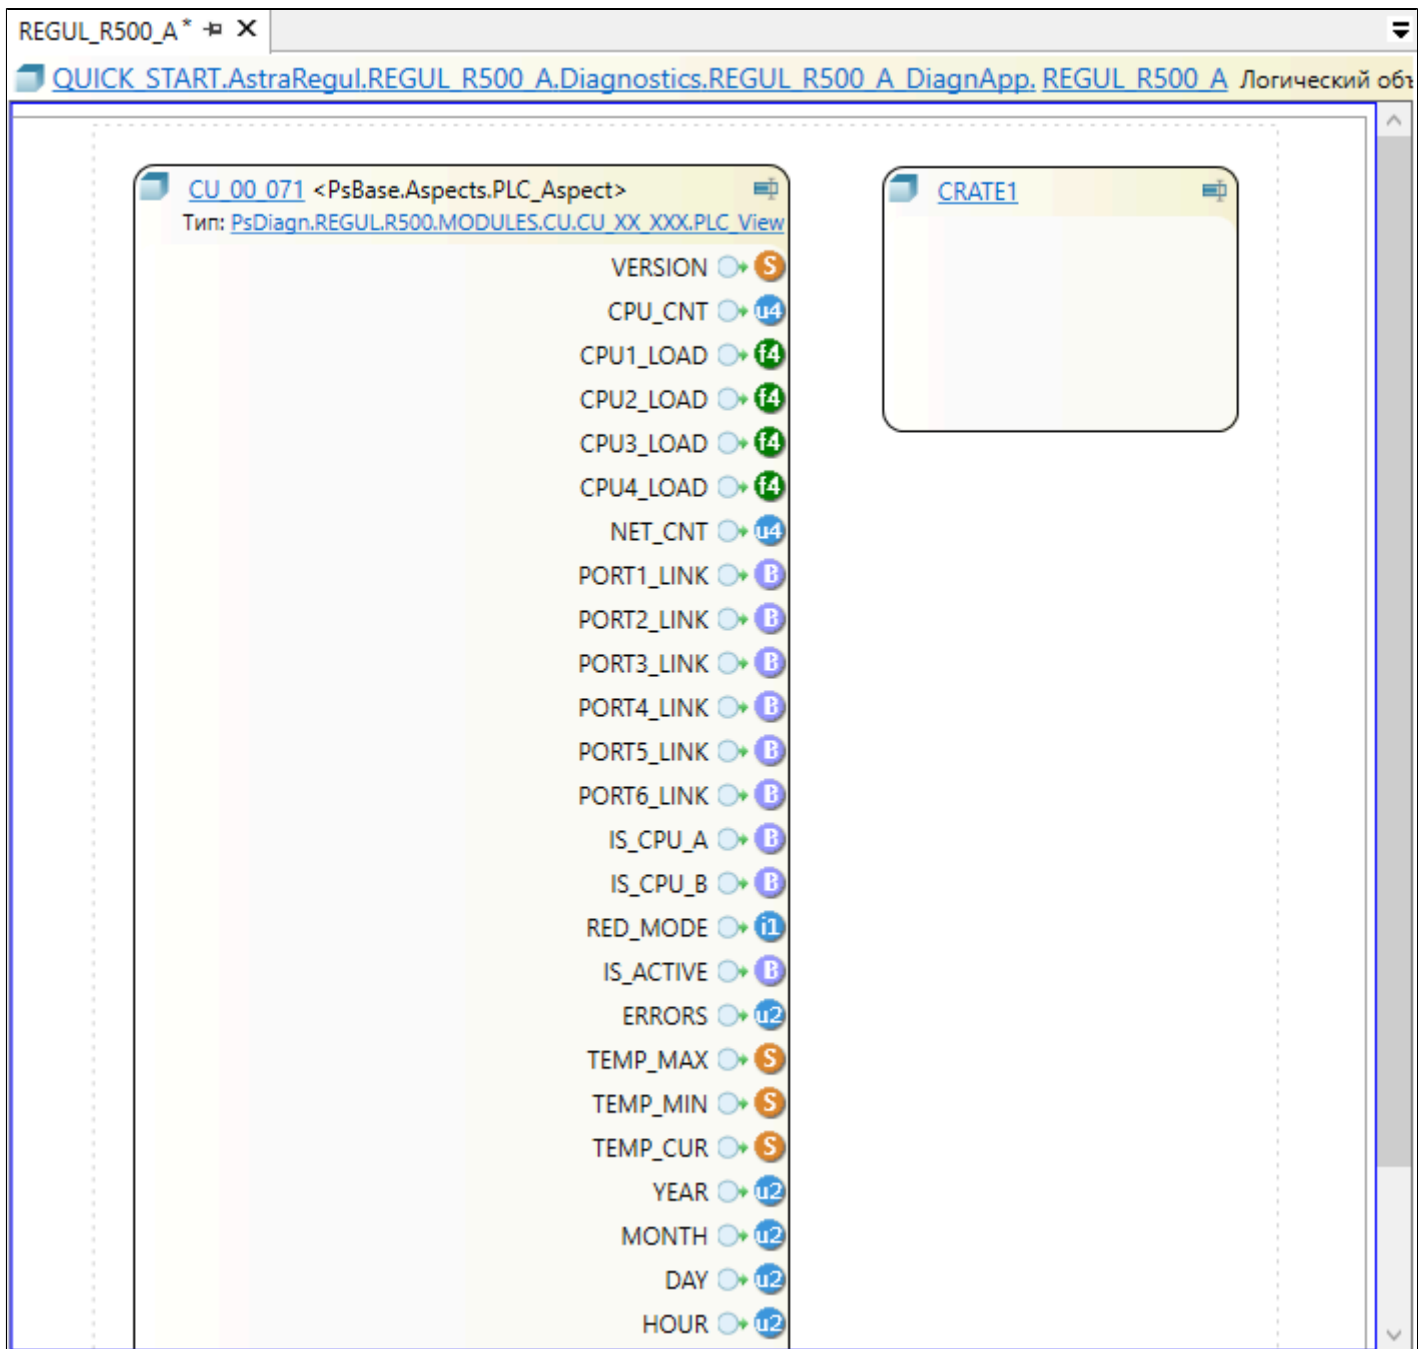 REGUL_R500_A*
QUICK_START.AstraRegul.REGUL_R500_A.Diagnostics.REGUL_R500_A_DiagnApp. REGUL_R500_A Логический объ
CU_00_071 <PsBase.Aspects.PLC_Aspect>
Тип: PsDiagn.REGUL.R500.MODULES.CU.CU_XX_XXX.PLC_View
VERSION S
CPU_CNT u4
CPU1_LOAD f4
CPU2_LOAD f4
CPU3_LOAD f4
CPU4_LOAD f4
NET_CNT u4
PORT1_LINK B
PORT2_LINK B
PORT3_LINK B
PORT4_LINK B
PORT5_LINK B
PORT6_LINK B
IS_CPU_A B
IS_CPU_B B
RED_MODE i1
IS_ACTIVE B
ERRORS u2
TEMP_MAX S
TEMP_MIN S
TEMP_CUR S
YEAR u2
MONTH u2
DAY u2
HOUR u2
CRATE1